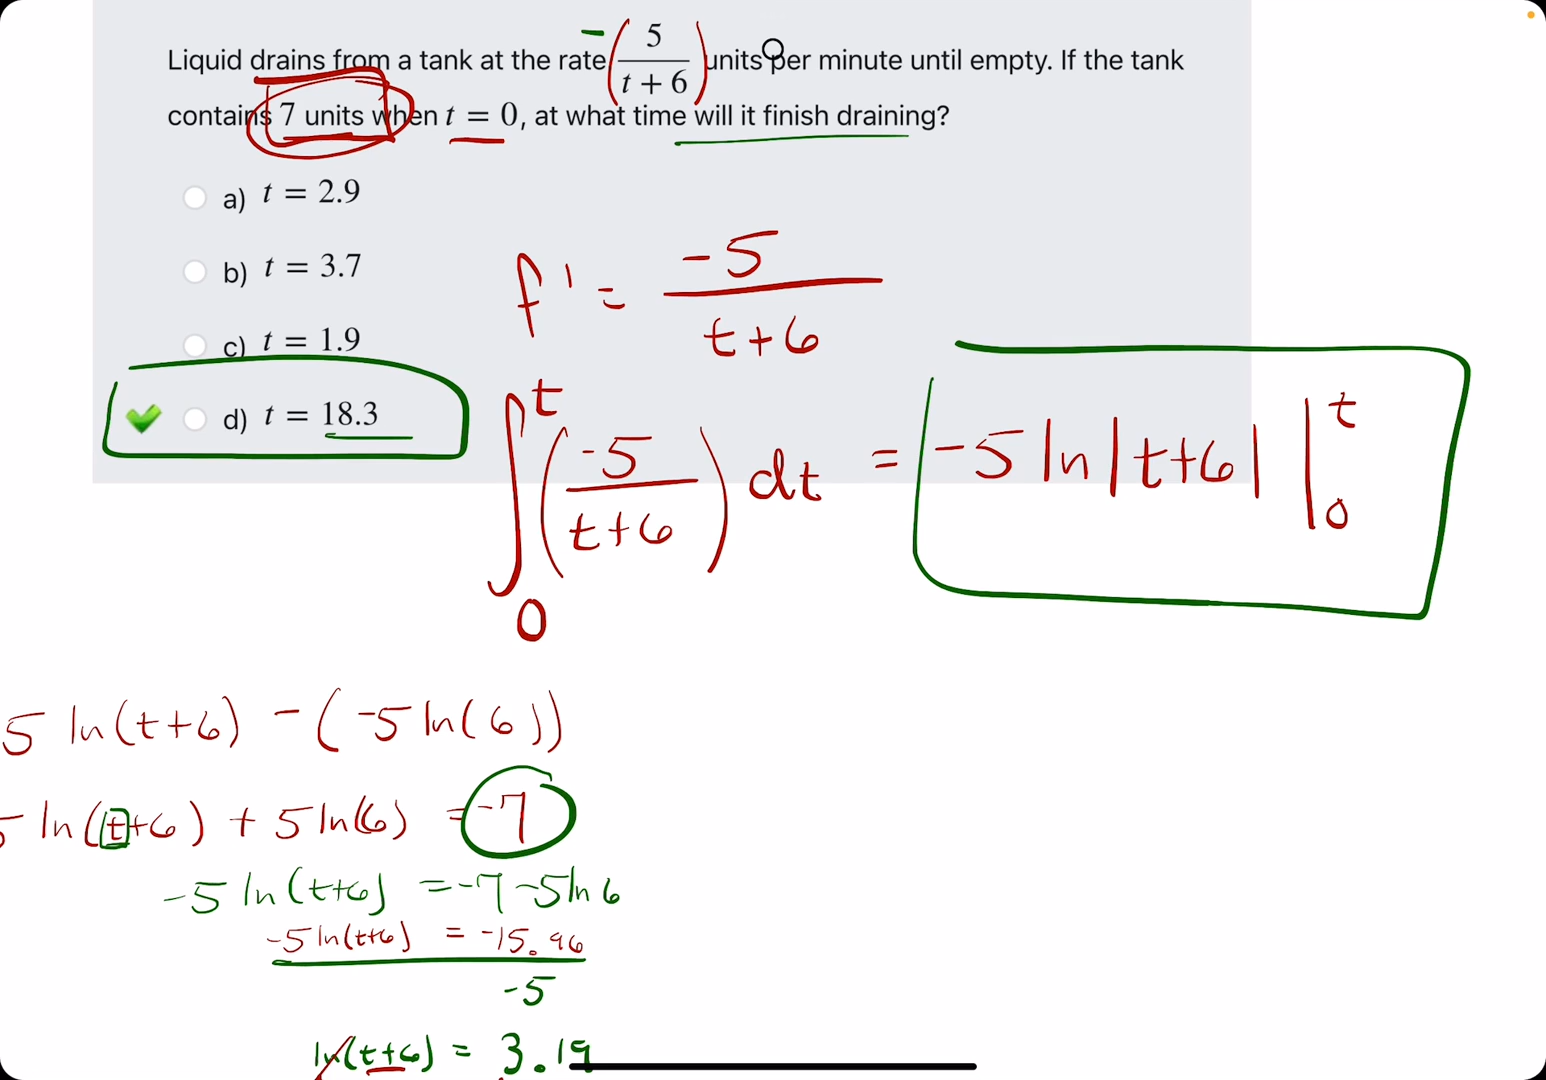 Liquid drains from a tank at the rate -(5/(t + 6)) units per minute until empty. If the tank
contains 7 units when t = 0, at what time will it finish draining?
a) t = 2.9
b) t = 3.7
c) t = 1.9
d) t = 18.3
f' = -5/(t+6)
∫₀ᵗ (-5/(t+6)) dt = -5 ln|t+6| |₀ᵗ
5 ln(t+6) - (-5 ln(6))
5 ln(t+6) + 5 ln(6) = -7
-5 ln(t+6) = -7 -5 ln 6
-5 ln(t+6) = -15.96
-5
ln(t+6) = 3.19